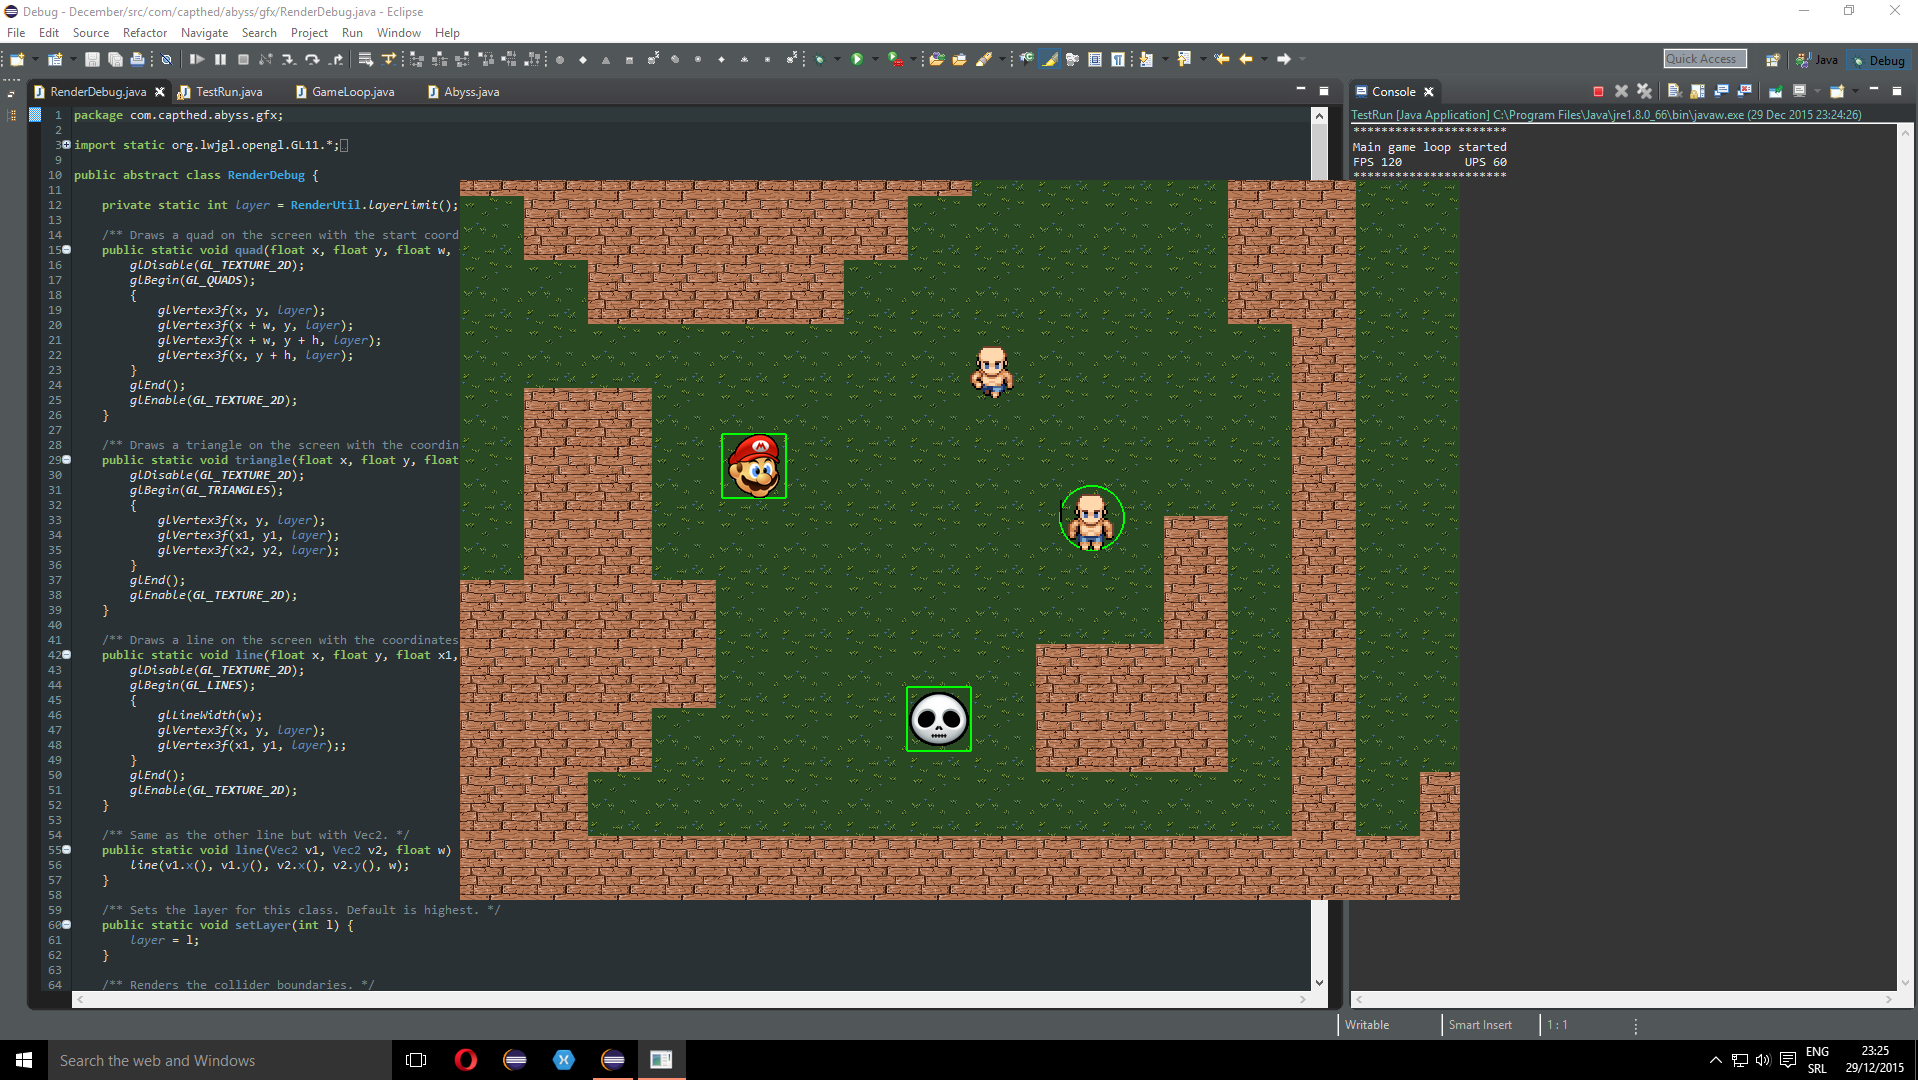 Debug - December/src/com/capthed/abyss/gfx/RenderDebug.java - Eclipse
File Edit Source Refactor Navigate Search Project Run Window Help
Quick Access
Java
Debug
RenderDebug.java
TestRun.java
GameLoop.java
Abyss.java
Console
TestRun [Java Application] C:\Program Files\Java\jre1.8.0_66\bin\javaw.exe (29 Dec 2015 23:24:26)
**********************
Main game loop started
FPS 120 UPS 60
**********************
1 package com.capthed.abyss.gfx;
2
3 import static org.lwjgl.opengl.GL11.*;
9
10 public abstract class RenderDebug {
11
12 private static int layer = RenderUtil.layerLimit();
13
14 /** Draws a quad on the screen with the start coord
15 public static void quad(float x, float y, float w,
16 glDisable(GL_TEXTURE_2D);
17 glBegin(GL_QUADS);
18 {
19 glVertex3f(x, y, layer);
20 glVertex3f(x + w, y, layer);
21 glVertex3f(x + w, y + h, layer);
22 glVertex3f(x, y + h, layer);
23 }
24 glEnd();
25 glEnable(GL_TEXTURE_2D);
26 }
27
28 /** Draws a triangle on the screen with the coordin
29 public static void triangle(float x, float y, float
30 glDisable(GL_TEXTURE_2D);
31 glBegin(GL_TRIANGLES);
32 {
33 glVertex3f(x, y, layer);
34 glVertex3f(x1, y1, layer);
35 glVertex3f(x2, y2, layer);
36 }
37 glEnd();
38 glEnable(GL_TEXTURE_2D);
39 }
40
41 /** Draws a line on the screen with the coordinates
42 public static void line(float x, float y, float x1,
43 glDisable(GL_TEXTURE_2D);
44 glBegin(GL_LINES);
45 {
46 glLineWidth(w);
47 glVertex3f(x, y, layer);
48 glVertex3f(x1, y1, layer);;
49 }
50 glEnd();
51 glEnable(GL_TEXTURE_2D);
52 }
53
54 /** Same as the other line but with Vec2. */
55 public static void line(Vec2 v1, Vec2 v2, float w)
56 line(v1.x(), v1.y(), v2.x(), v2.y(), w);
57 }
58
59 /** Sets the layer for this class. Default is highest. */
60 public static void setLayer(int l) {
61 layer = l;
62 }
63
64 /** Renders the collider boundaries. */
Writable
Smart Insert
1 : 1
Search the web and Windows
ENG
SRL
23:25
29/12/2015